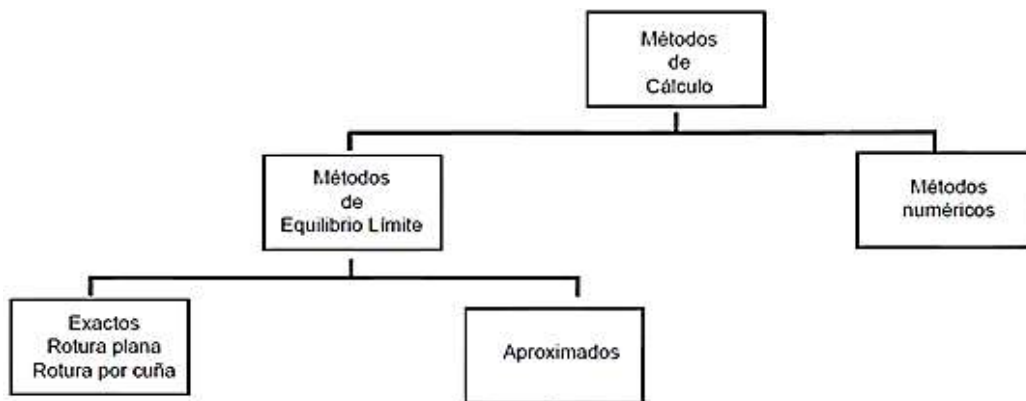 Métodos
de
Cálculo
Métodos
de
Equilibrio Límite
Métodos
numéricos
Exactos
Rotura plana
Rotura por cuña
Aproximados